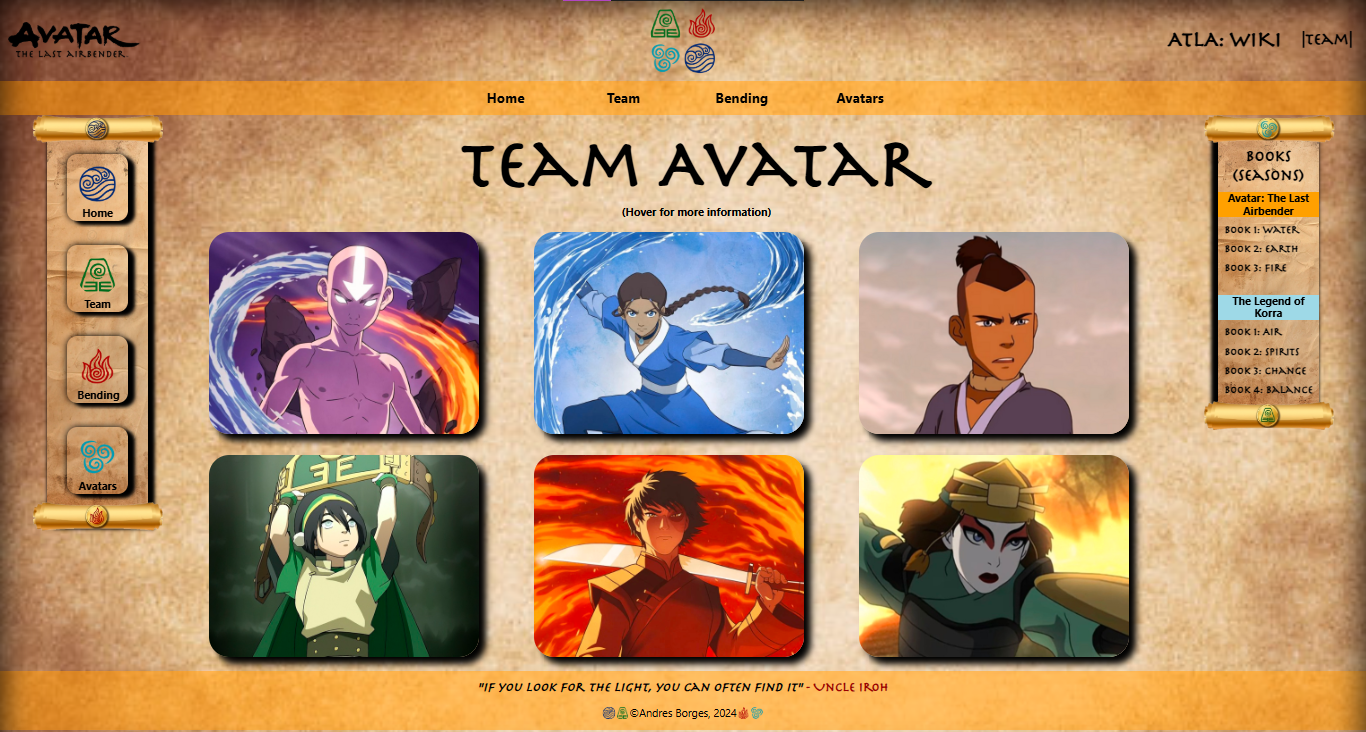 AVATAR
THE LAST AIRBENDER.
ATLA: WIKI |TEAM|
Home Team Bending Avatars
Home
Team
Bending
Avatars
TEAM AVATAR
(Hover for more information)
BOOKS
(SEASONS)
Avatar: The Last
Airbender
BOOK 1: WATER
BOOK 2: EARTH
BOOK 3: FIRE
The Legend of
Korra
BOOK 1: AIR
BOOK 2: SPIRITS
BOOK 3: CHANGE
BOOK 4: BALANCE
"IF YOU LOOK FOR THE LIGHT, YOU CAN OFTEN FIND IT" - UNCLE IROH
©Andres Borges, 2024